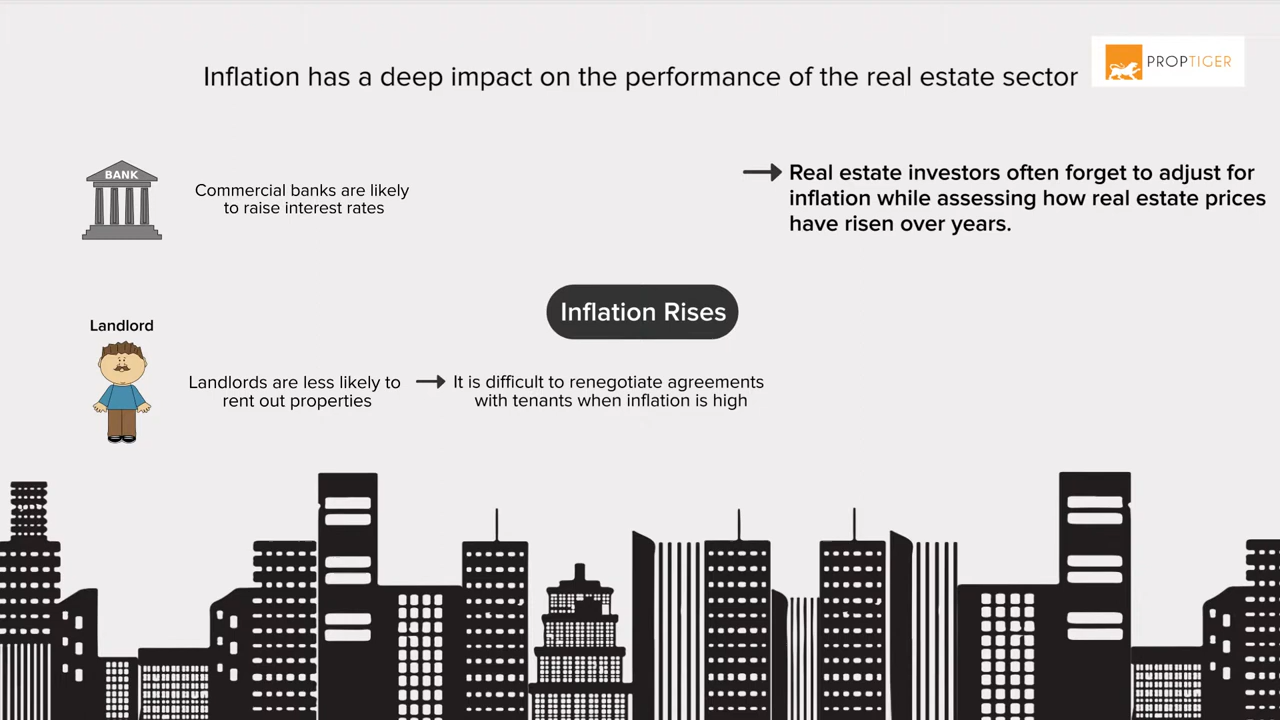 Inflation has a deep impact on the performance of the real estate sector
PROPTIGER
BANK
Commercial banks are likely
to raise interest rates
Real estate investors often forget to adjust for
inflation while assessing how real estate prices
have risen over years.
Inflation Rises
Landlord
Landlords are less likely to
rent out properties
It is difficult to renegotiate agreements
with tenants when inflation is high